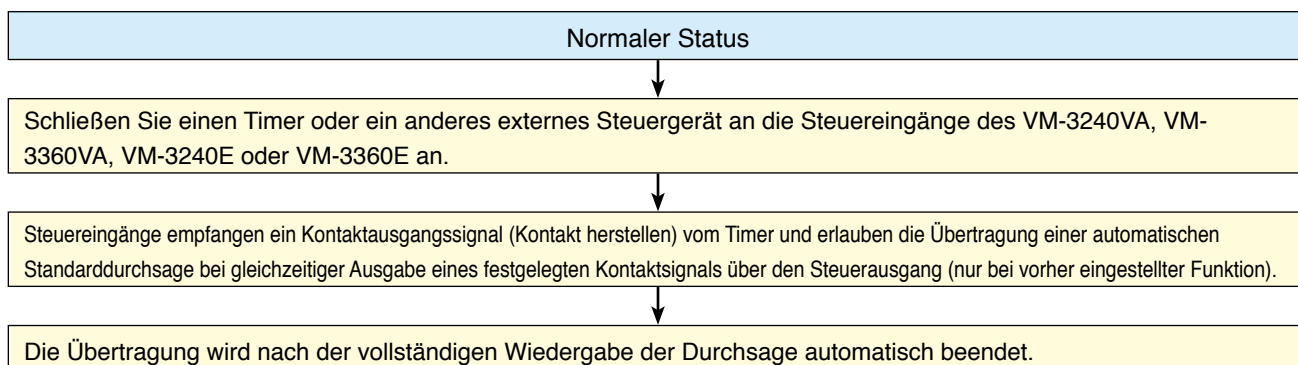 Normaler Status
Schließen Sie einen Timer oder ein anderes externes Steuergerät an die Steuereingänge des VM-3240VA, VM-
3360VA, VM-3240E oder VM-3360E an.
Steuereingänge empfangen ein Kontaktausgangssignal (Kontakt herstellen) vom Timer und erlauben die Übertragung einer automatischen
Standarddurchsage bei gleichzeitiger Ausgabe eines festgelegten Kontaktsignals über den Steuerausgang (nur bei vorher eingestellter Funktion).
Die Übertragung wird nach der vollständigen Wiedergabe der Durchsage automatisch beendet.